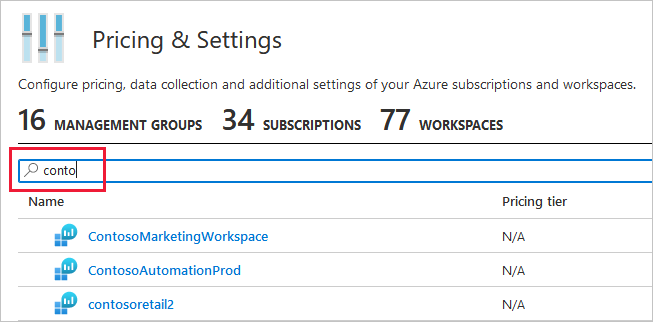 Pricing & Settings
Configure pricing, data collection and additional settings of your Azure subscriptions and workspaces.
16 MANAGEMENT GROUPS 34 SUBSCRIPTIONS 77 WORKSPACES
conto
Name Pricing tier
ContosoMarketingWorkspace N/A
ContosoAutomationProd N/A
contosoretail2 N/A